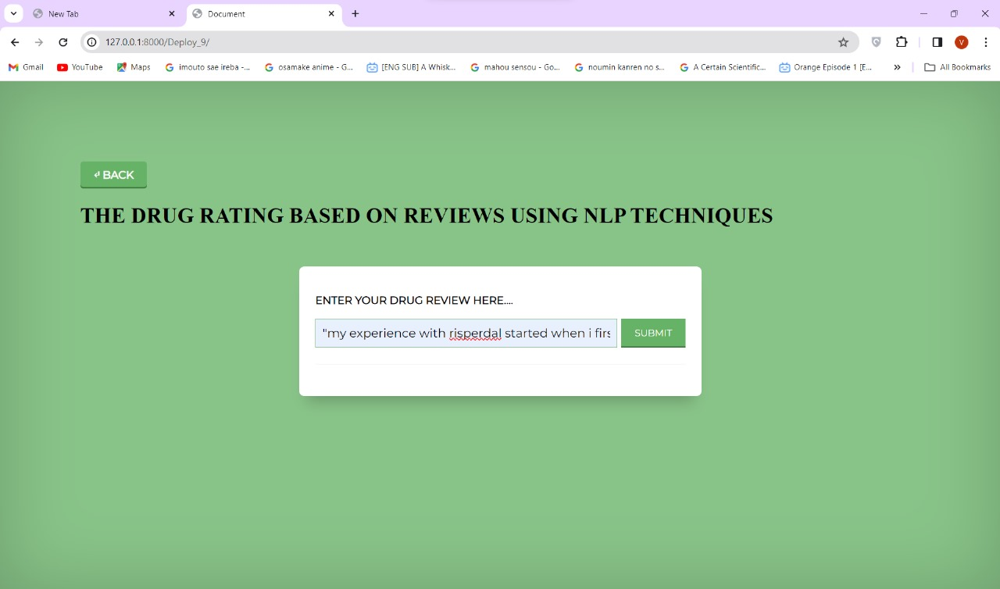 New Tab
Document
127.0.0.1:8000/Deploy_9/
V
Gmail YouTube Maps imouto sae ireba -... osamake anime - G... [ENG SUB] A Whisk... mahou sensou - Go... noumin kanren no s... A Certain Scientific... Orange Episode 1 [E... » All Bookmarks
⏎ BACK
THE DRUG RATING BASED ON REVIEWS USING NLP TECHNIQUES
ENTER YOUR DRUG REVIEW HERE....
"my experience with risperdal started when i firs
SUBMIT